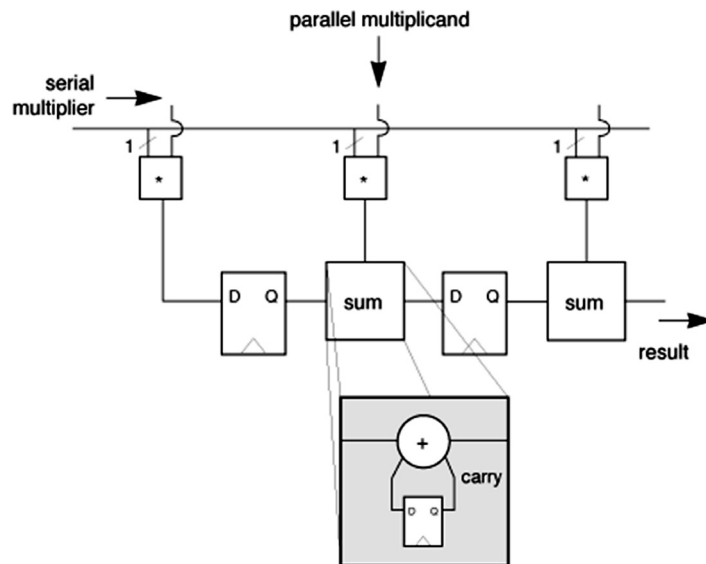 parallel multiplicand
serial
multiplier
1 1 1
* * *
D Q sum D Q sum
result
+
carry
D Q